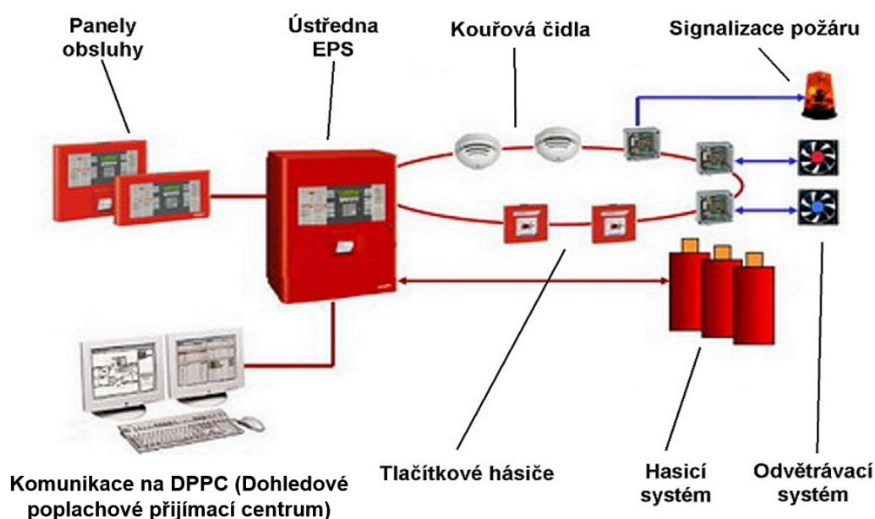 Panely
obsluhy
Ústředna
EPS
Kouřová čidla
Signalizace požáru
Komunikace na DPPC (Dohledové
poplachové přijímací centrum)
Tlačítkové hásiče
Hasicí
systém
Odvětrávací
systém